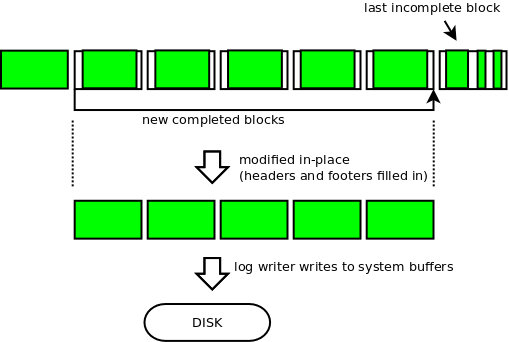 last incomplete block
new completed blocks
modified in-place
(headers and footers filled in)
log writer writes to system buffers
DISK